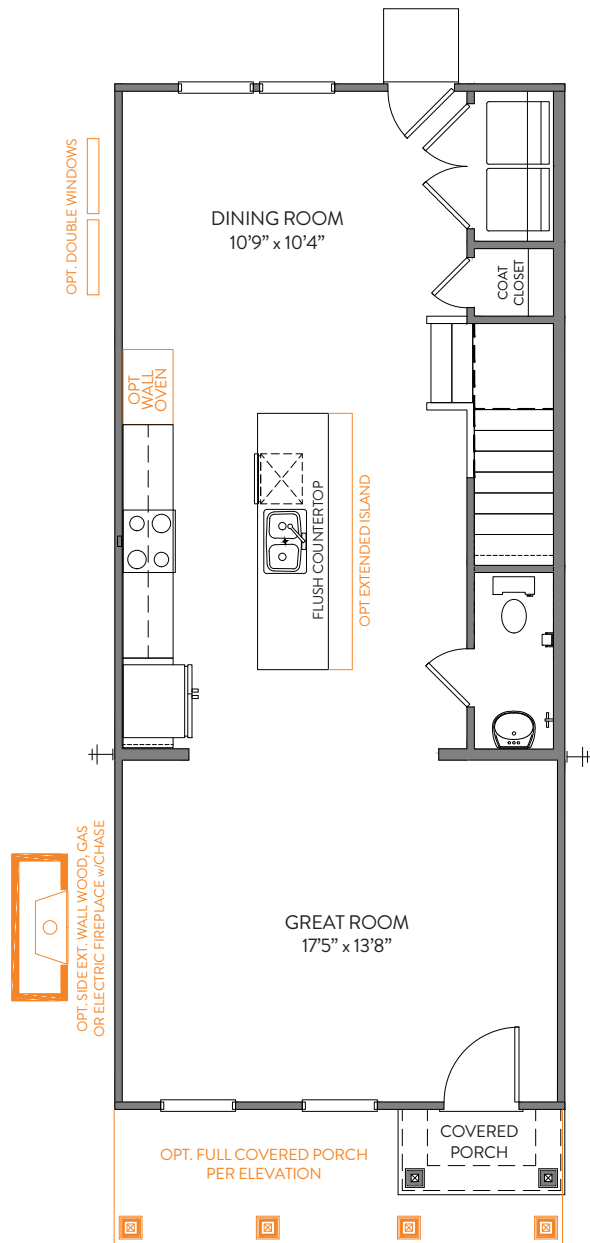 OPT. DOUBLE WINDOWS
DINING ROOM
10'9” x 10'4”
COAT
CLOSET
OPT
WALL
OVEN
FLUSH COUNTERTOP
OPT EXTENDED ISLAND
OPT. SIDE EXT. WALL WOOD, GAS
OR ELECTRIC FIREPLACE w/CHASE
GREAT ROOM
17'5” x 13'8”
COVERED
PORCH
OPT. FULL COVERED PORCH
PER ELEVATION